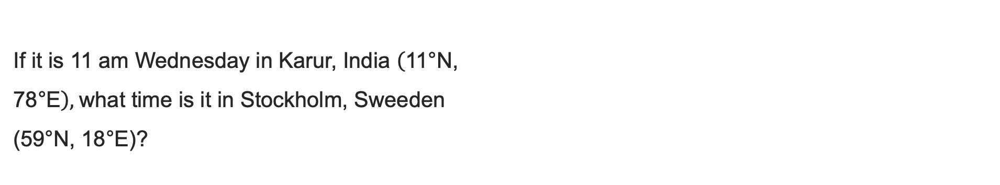 If it is 11 am Wednesday in Karur, India (11°N,
78°E), what time is it in Stockholm, Sweeden
(59°N, 18°E)?